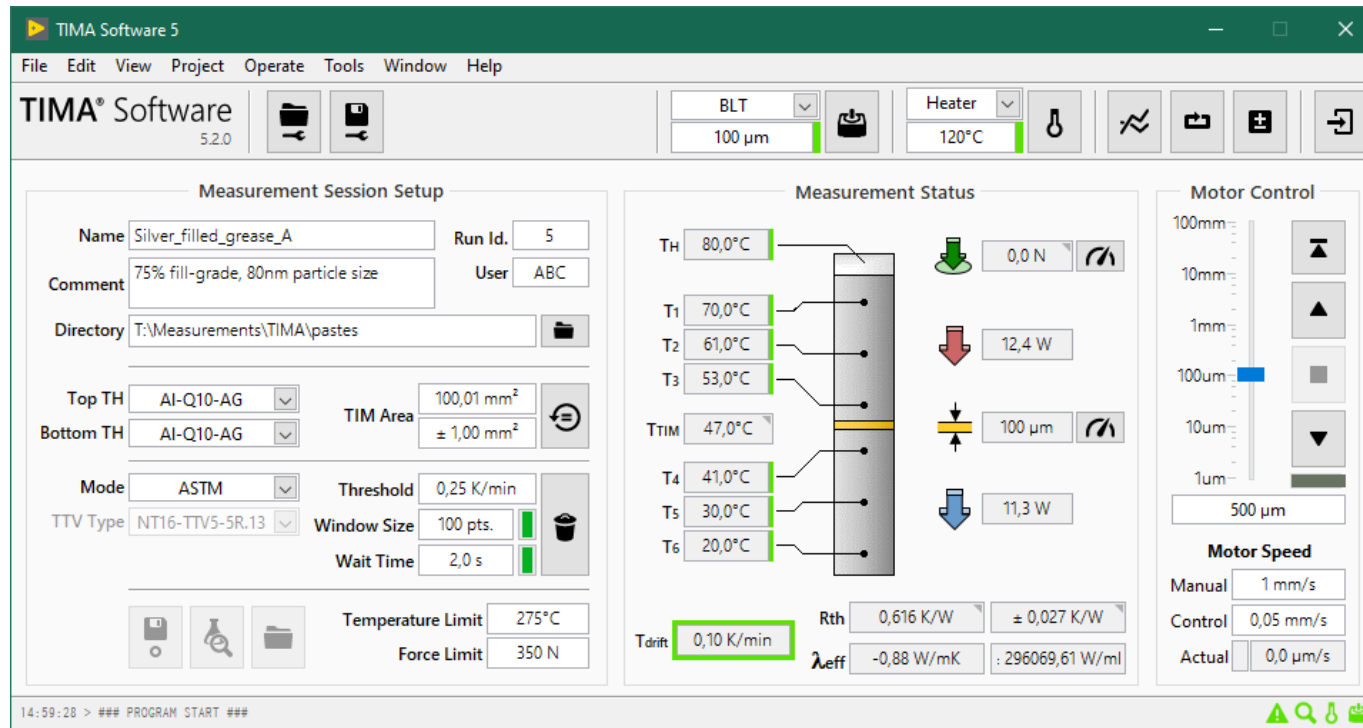 TIMA Software 5
File Edit View Project Operate Tools Window Help
TIMA® Software
5.2.0
BLT
100 µm
Heater
120°C
Measurement Session Setup
Name Silver_filled_grease_A Run Id. 5
Comment 75% fill-grade, 80nm particle size User ABC
Directory T:\Measurements\TIMA\pastes
Top TH AI-Q10-AG
Bottom TH AI-Q10-AG
TIM Area 100,01 mm²
± 1,00 mm²
Mode ASTM
TTV Type NT16-TTV5-5R.13
Threshold 0,25 K/min
Window Size 100 pts.
Wait Time 2,0 s
Temperature Limit 275°C
Force Limit 350 N
Measurement Status
TH 80,0°C
T1 70,0°C
T2 61,0°C
T3 53,0°C
TTIM 47,0°C
T4 41,0°C
T5 30,0°C
T6 20,0°C
0,0 N
12,4 W
100 µm
11,3 W
Tdrift 0,10 K/min
Rth 0,616 K/W ± 0,027 K/W
λeff -0,88 W/mK : 296069,61 W/ml
Motor Control
100mm
10mm
1mm
100um
10um
1um
500 µm
Motor Speed
Manual 1 mm/s
Control 0,05 mm/s
Actual 0,0 µm/s
14:59:28 > ### PROGRAM START ###